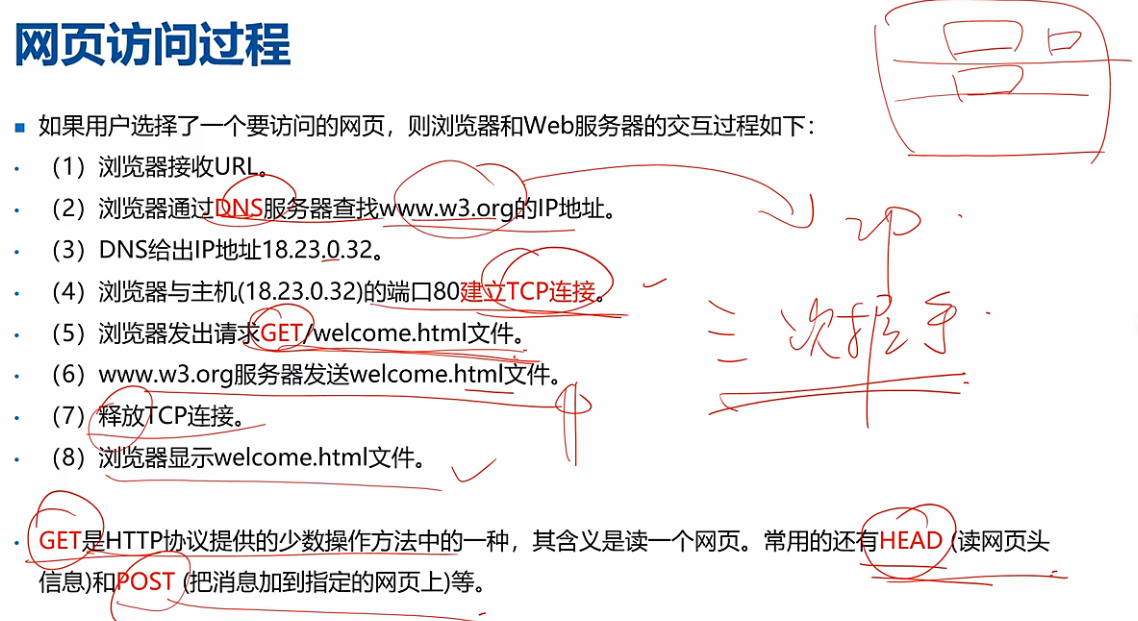 网页访问过程
如果用户选择了一个要访问的网页，则浏览器和Web服务器的交互过程如下：
（1）浏览器接收URL。
（2）浏览器通过DNS服务器查找www.w3.org的IP地址。
（3）DNS给出IP地址18.23.0.32。
（4）浏览器与主机(18.23.0.32)的端口80建立TCP连接。
（5）浏览器发出请求GET/welcome.html文件。
（6）www.w3.org服务器发送welcome.html文件。
（7）释放TCP连接。
（8）浏览器显示welcome.html文件。
GET是HTTP协议提供的少数操作方法中的一种，其含义是读一个网页。常用的还有HEAD (读网页头
信息)和POST (把消息加到指定的网页上)等。
IP
三次握手